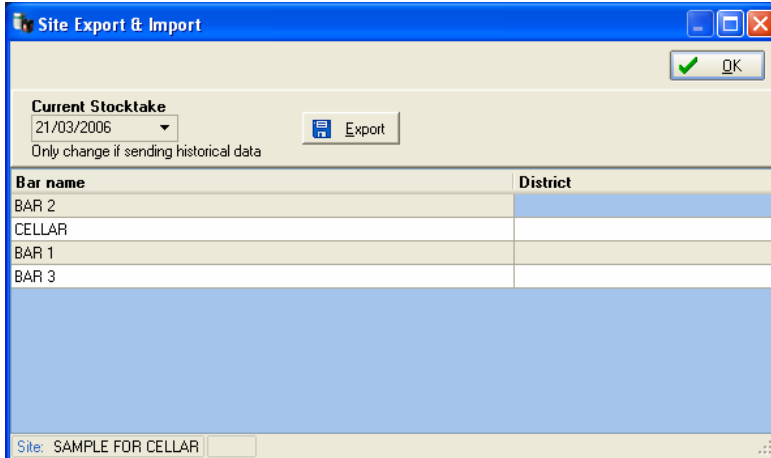 Site Export & Import
OK
Current Stocktake
21/03/2006
Export
Only change if sending historical data
Bar name District
BAR 2
CELLAR
BAR 1
BAR 3
Site: SAMPLE FOR CELLAR